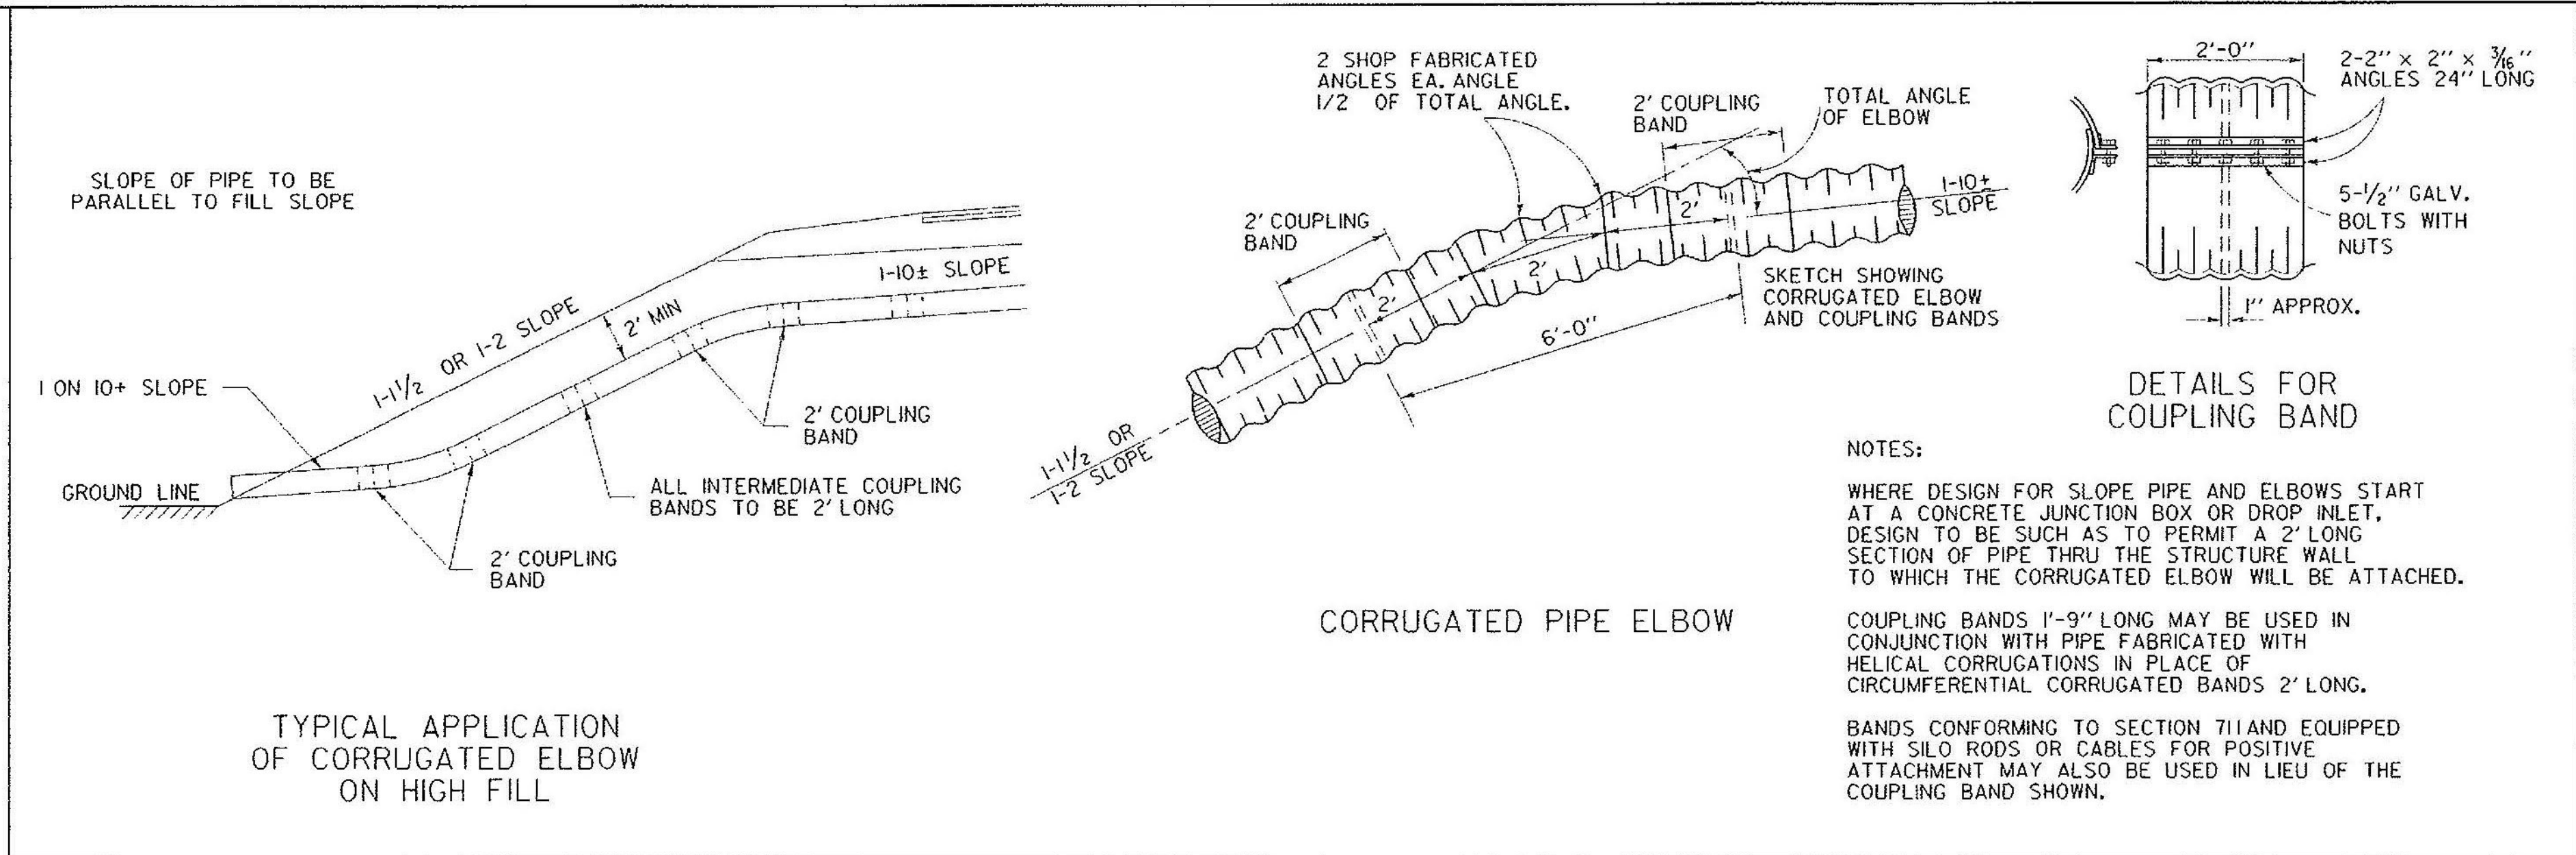 SLOPE OF PIPE TO BE
PARALLEL TO FILL SLOPE
1-10± SLOPE
1-1½ OR 1-2 SLOPE
2' MIN
1 ON 10+ SLOPE
2' COUPLING
BAND
GROUND LINE
ALL INTERMEDIATE COUPLING
BANDS TO BE 2' LONG
2' COUPLING
BAND
TYPICAL APPLICATION
OF CORRUGATED ELBOW
ON HIGH FILL
2 SHOP FABRICATED
ANGLES EA. ANGLE
1/2 OF TOTAL ANGLE.
2' COUPLING
BAND
TOTAL ANGLE
OF ELBOW
2' COUPLING
BAND
1-10±
SLOPE
2'
2'
2'
6'-0"
SKETCH SHOWING
CORRUGATED ELBOW
AND COUPLING BANDS
1-1½ OR
1-2 SLOPE
CORRUGATED PIPE ELBOW
2'-0"
2-2" x 2" x 3/16"
ANGLES 24" LONG
5-½" GALV.
BOLTS WITH
NUTS
1" APPROX.
DETAILS FOR
COUPLING BAND
NOTES:
WHERE DESIGN FOR SLOPE PIPE AND ELBOWS START
AT A CONCRETE JUNCTION BOX OR DROP INLET,
DESIGN TO BE SUCH AS TO PERMIT A 2' LONG
SECTION OF PIPE THRU THE STRUCTURE WALL
TO WHICH THE CORRUGATED ELBOW WILL BE ATTACHED.
COUPLING BANDS 1'-9" LONG MAY BE USED IN
CONJUNCTION WITH PIPE FABRICATED WITH
HELICAL CORRUGATIONS IN PLACE OF
CIRCUMFERENTIAL CORRUGATED BANDS 2' LONG.
BANDS CONFORMING TO SECTION 711 AND EQUIPPED
WITH SILO RODS OR CABLES FOR POSITIVE
ATTACHMENT MAY ALSO BE USED IN LIEU OF THE
COUPLING BAND SHOWN.